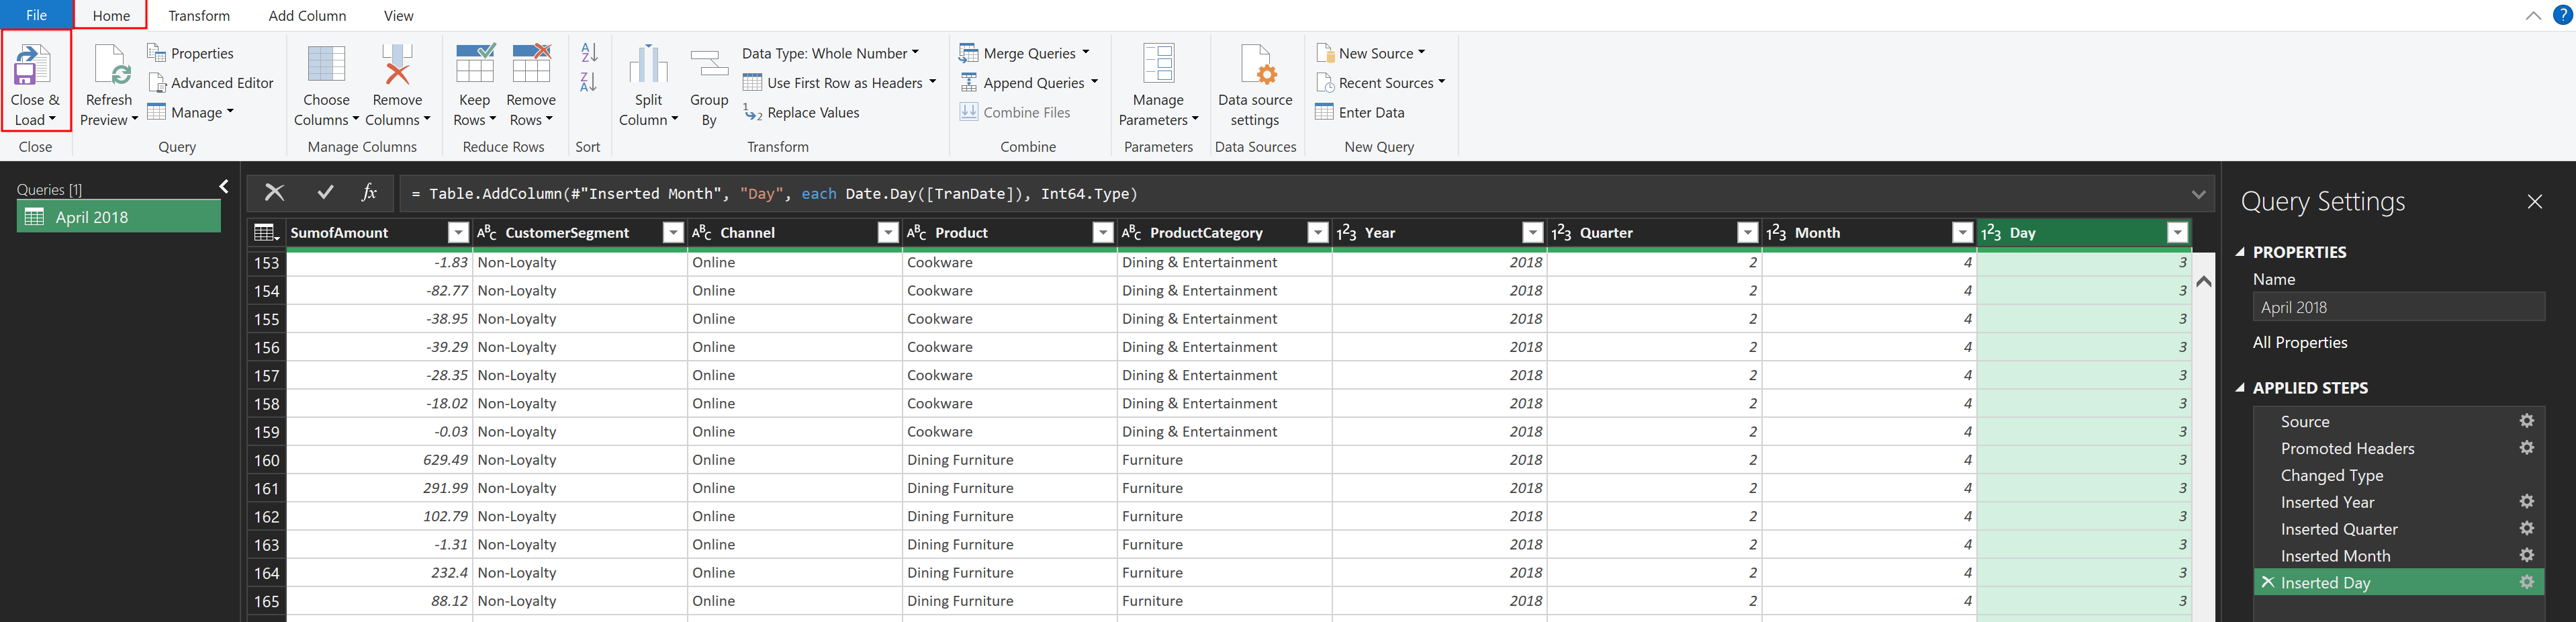 File Home Transform Add Column View
Close & Load
Refresh Preview
Properties
Advanced Editor
Manage
Choose Columns
Remove Columns
Keep Rows
Remove Rows
A Z
Z A
Split Column
Group By
Data Type: Whole Number
Use First Row as Headers
1 2 Replace Values
Merge Queries
Append Queries
Combine Files
Manage Parameters
Data source settings
New Source
Recent Sources
Enter Data
Close Query Manage Columns Reduce Rows Sort Transform Combine Parameters Data Sources New Query
Queries [1]
April 2018
fx = Table.AddColumn(#"Inserted Month", "Day", each Date.Day([TranDate]), Int64.Type)
SumofAmount ABC CustomerSegment ABC Channel ABC Product ABC ProductCategory 123 Year 123 Quarter 123 Month 123 Day
153 -1.83 Non-Loyalty Online Cookware Dining & Entertainment 2018 2 4 3
154 -82.77 Non-Loyalty Online Cookware Dining & Entertainment 2018 2 4 3
155 -38.95 Non-Loyalty Online Cookware Dining & Entertainment 2018 2 4 3
156 -39.29 Non-Loyalty Online Cookware Dining & Entertainment 2018 2 4 3
157 -28.35 Non-Loyalty Online Cookware Dining & Entertainment 2018 2 4 3
158 -18.02 Non-Loyalty Online Cookware Dining & Entertainment 2018 2 4 3
159 -0.03 Non-Loyalty Online Cookware Dining & Entertainment 2018 2 4 3
160 629.49 Non-Loyalty Online Dining Furniture Furniture 2018 2 4 3
161 291.99 Non-Loyalty Online Dining Furniture Furniture 2018 2 4 3
162 102.79 Non-Loyalty Online Dining Furniture Furniture 2018 2 4 3
163 -1.31 Non-Loyalty Online Dining Furniture Furniture 2018 2 4 3
164 232.4 Non-Loyalty Online Dining Furniture Furniture 2018 2 4 3
165 88.12 Non-Loyalty Online Dining Furniture Furniture 2018 2 4 3
Query Settings
PROPERTIES
Name
April 2018
All Properties
APPLIED STEPS
Source
Promoted Headers
Changed Type
Inserted Year
Inserted Quarter
Inserted Month
Inserted Day